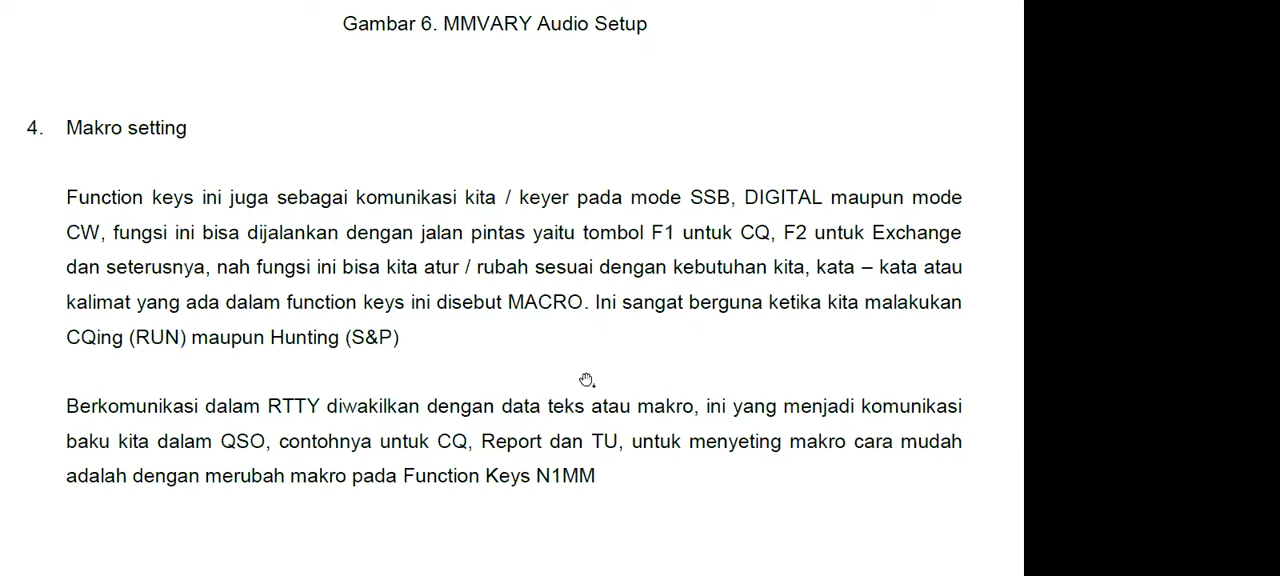 Gambar 6. MMVARY Audio Setup
4. Makro setting
Function keys ini juga sebagai komunikasi kita / keyer pada mode SSB, DIGITAL maupun mode
CW, fungsi ini bisa dijalankan dengan jalan pintas yaitu tombol F1 untuk CQ, F2 untuk Exchange
dan seterusnya, nah fungsi ini bisa kita atur / rubah sesuai dengan kebutuhan kita, kata – kata atau
kalimat yang ada dalam function keys ini disebut MACRO. Ini sangat berguna ketika kita malakukan
CQing (RUN) maupun Hunting (S&P)
Berkomunikasi dalam RTTY diwakilkan dengan data teks atau makro, ini yang menjadi komunikasi
baku kita dalam QSO, contohnya untuk CQ, Report dan TU, untuk menyeting makro cara mudah
adalah dengan merubah makro pada Function Keys N1MM